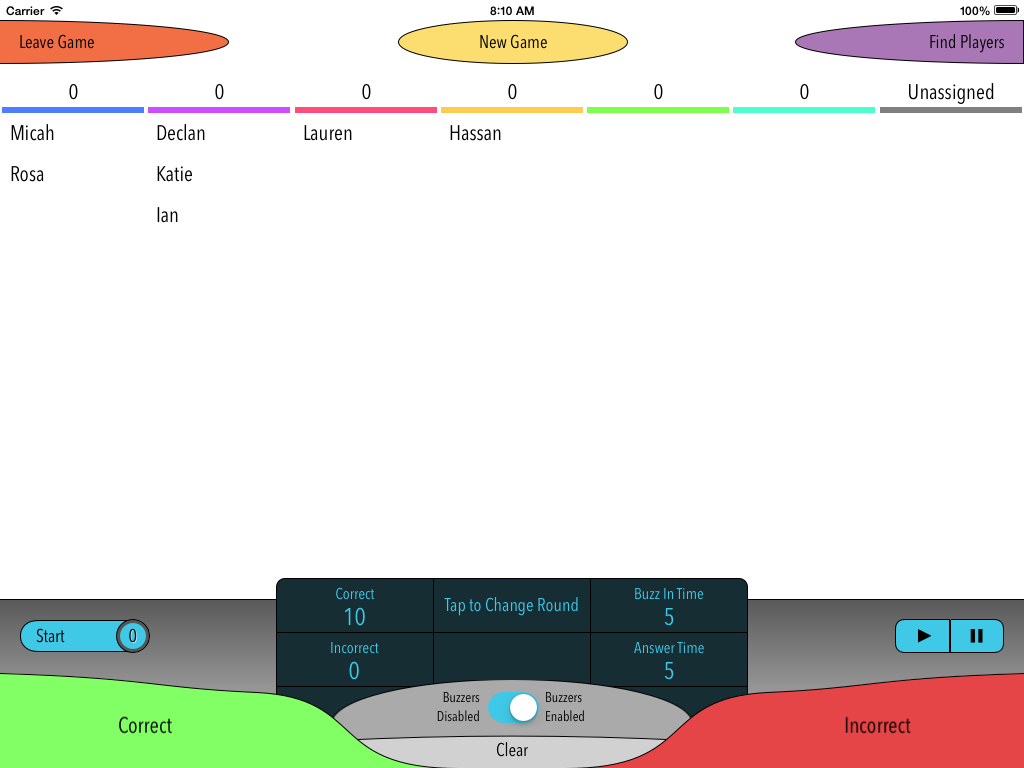 Carrier 8:10 AM 100%
Leave Game New Game Find Players
0 0 0 0 0 0 Unassigned
Micah Declan Lauren Hassan
Rosa Katie
Ian
Correct Tap to Change Round Buzz In Time
10 5
Start 0
Incorrect Answer Time
0 5
Buzzers Disabled Buzzers Enabled
Correct Clear Incorrect